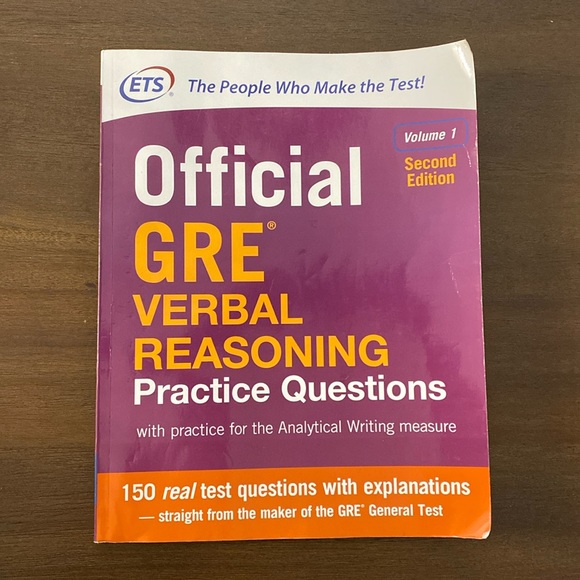 ETS® The People Who Make the Test!
Volume 1
Second
Edition
Official
GRE®
VERBAL
REASONING
Practice Questions
with practice for the Analytical Writing measure
150 real test questions with explanations
— straight from the maker of the GRE® General Test